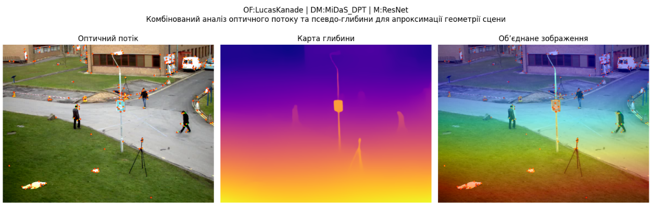 OF:LucasKanade | DM:MiDaS_DPT | M:ResNet
Комбінований аналіз оптичного потоку та псевдо-глибини для апроксимації геометрії сцени
Оптичний потік
Карта глибини
Об’єднане зображення